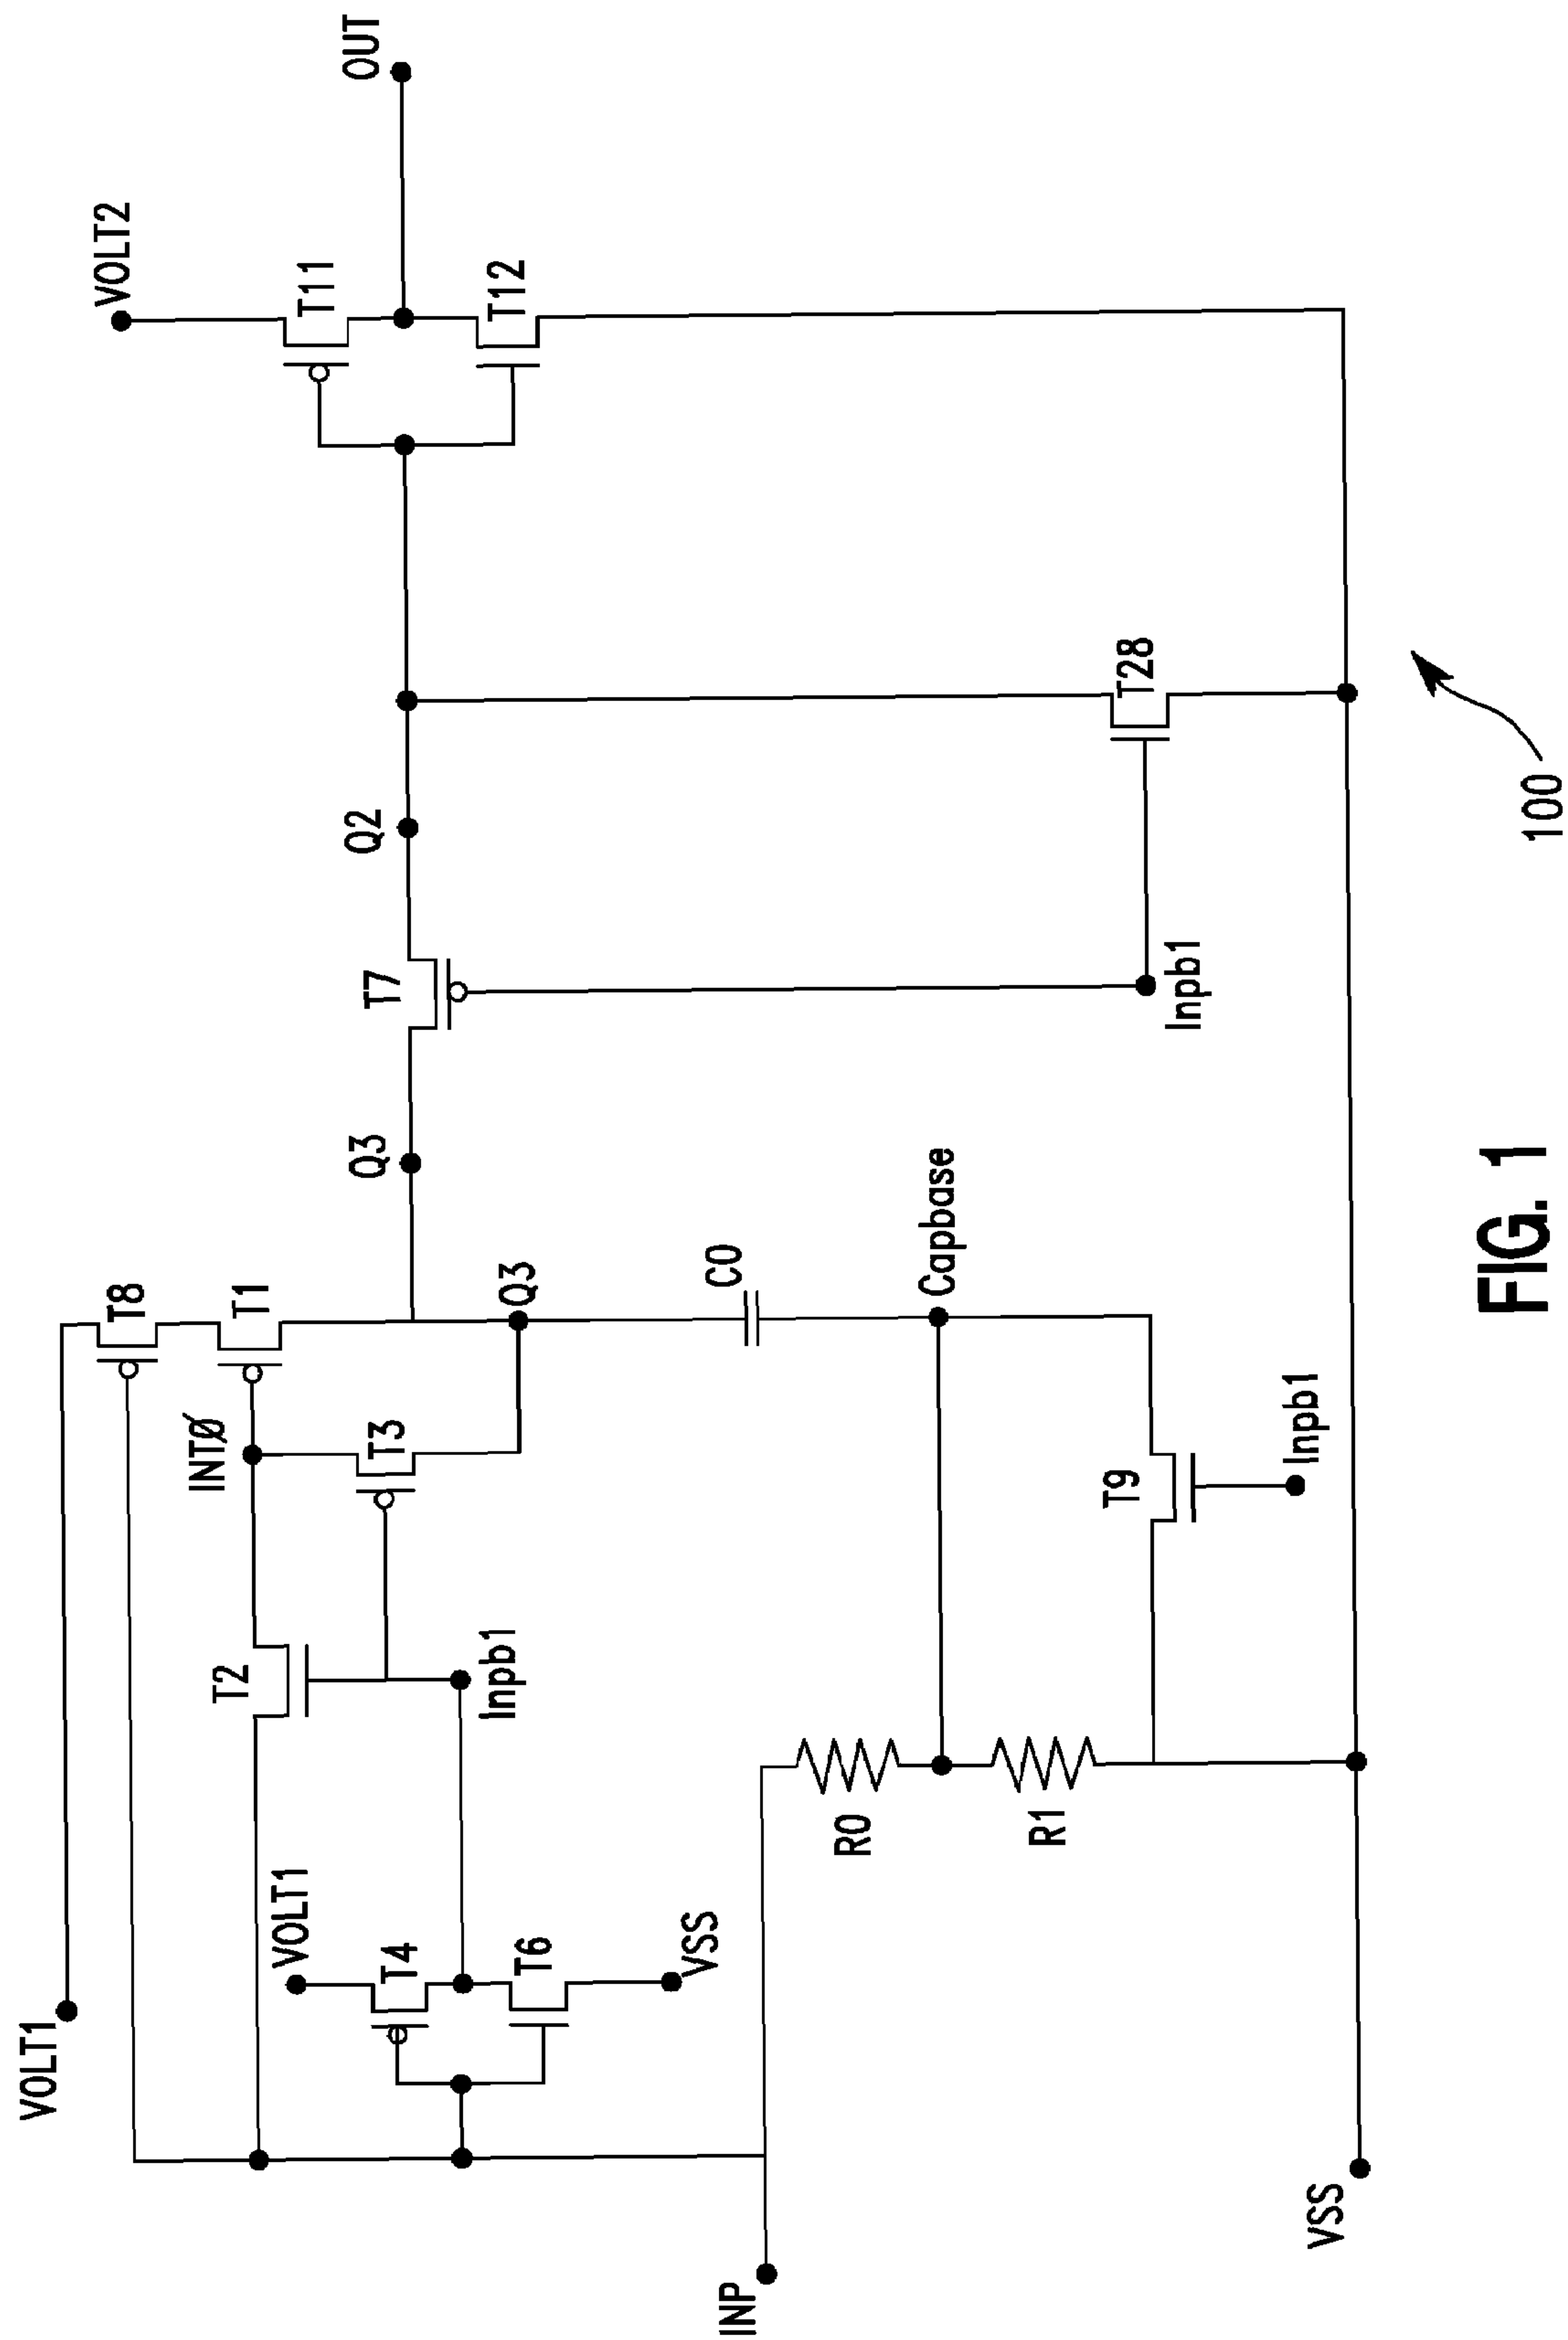 VOLT1
VOLT2
T8
T11
OUT
T1
INTØ
T2
Q3
T7
Q2
T12
VOLT1
T3
T4
Inpb1
Q3
T6
VSS
C0
INP
R0
Capbase
R1
T9
Inpb1
T28
Inpb1
VSS
100
FIG. 1